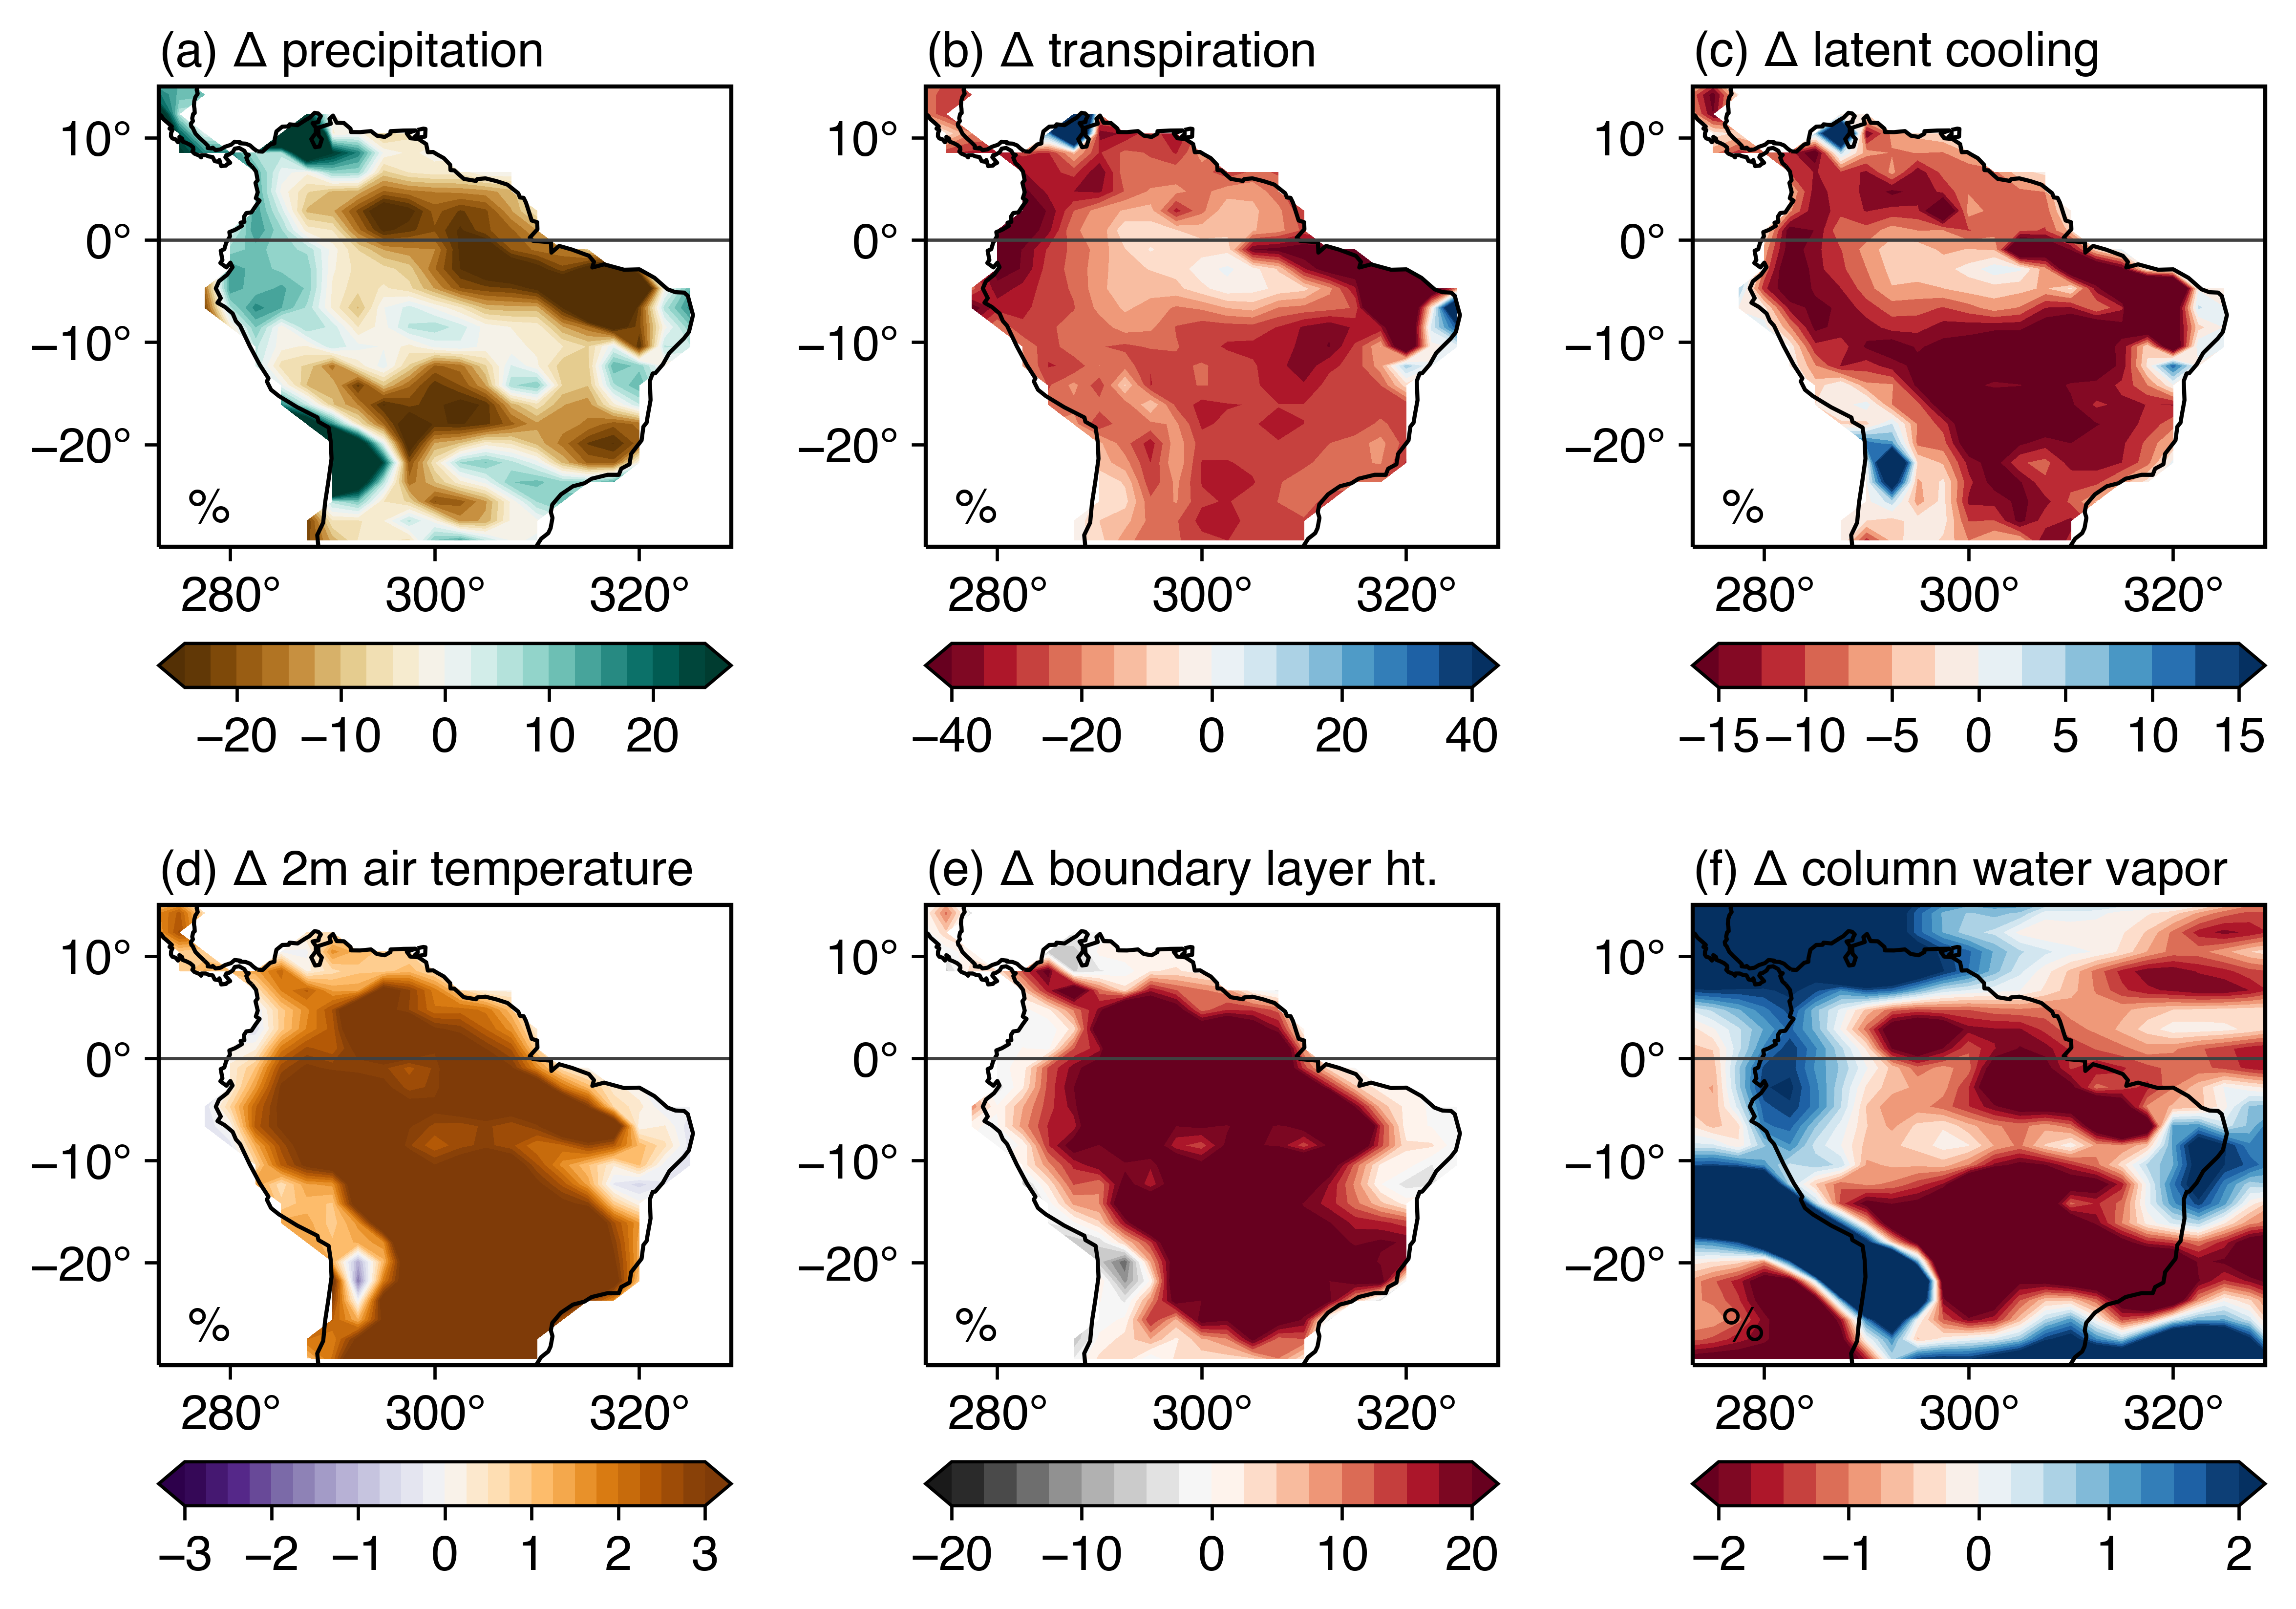 (a) Δ precipitation
(b) Δ transpiration
(c) Δ latent cooling
10° 10° 10°
0° 0° 0°
−10° −10° −10°
−20° −20° −20°
% % %
280° 300° 320° 280° 300° 320° 280° 300° 320°
−20 −10 0 10 20
−40 −20 0 20 40
−15 −10 −5 0 5 10 15
(d) Δ 2m air temperature
(e) Δ boundary layer ht.
(f) Δ column water vapor
10° 10° 10°
0° 0° 0°
−10° −10° −10°
−20° −20° −20°
% % %
280° 300° 320° 280° 300° 320° 280° 300° 320°
−3 −2 −1 0 1 2 3
−20 −10 0 10 20
−2 −1 0 1 2